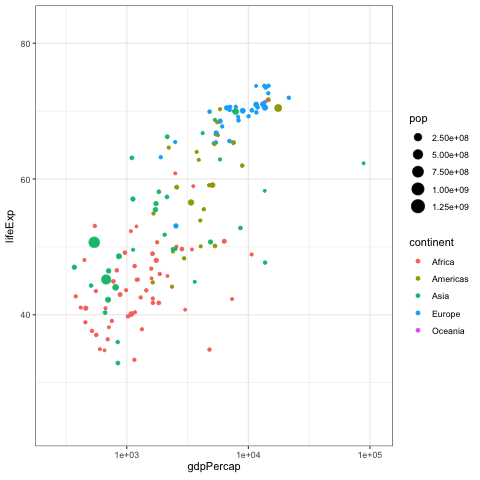 80
60
40
lifeExp
1e+03
1e+04
1e+05
gdpPercap
pop
2.50e+08
5.00e+08
7.50e+08
1.00e+09
1.25e+09
continent
Africa
Americas
Asia
Europe
Oceania